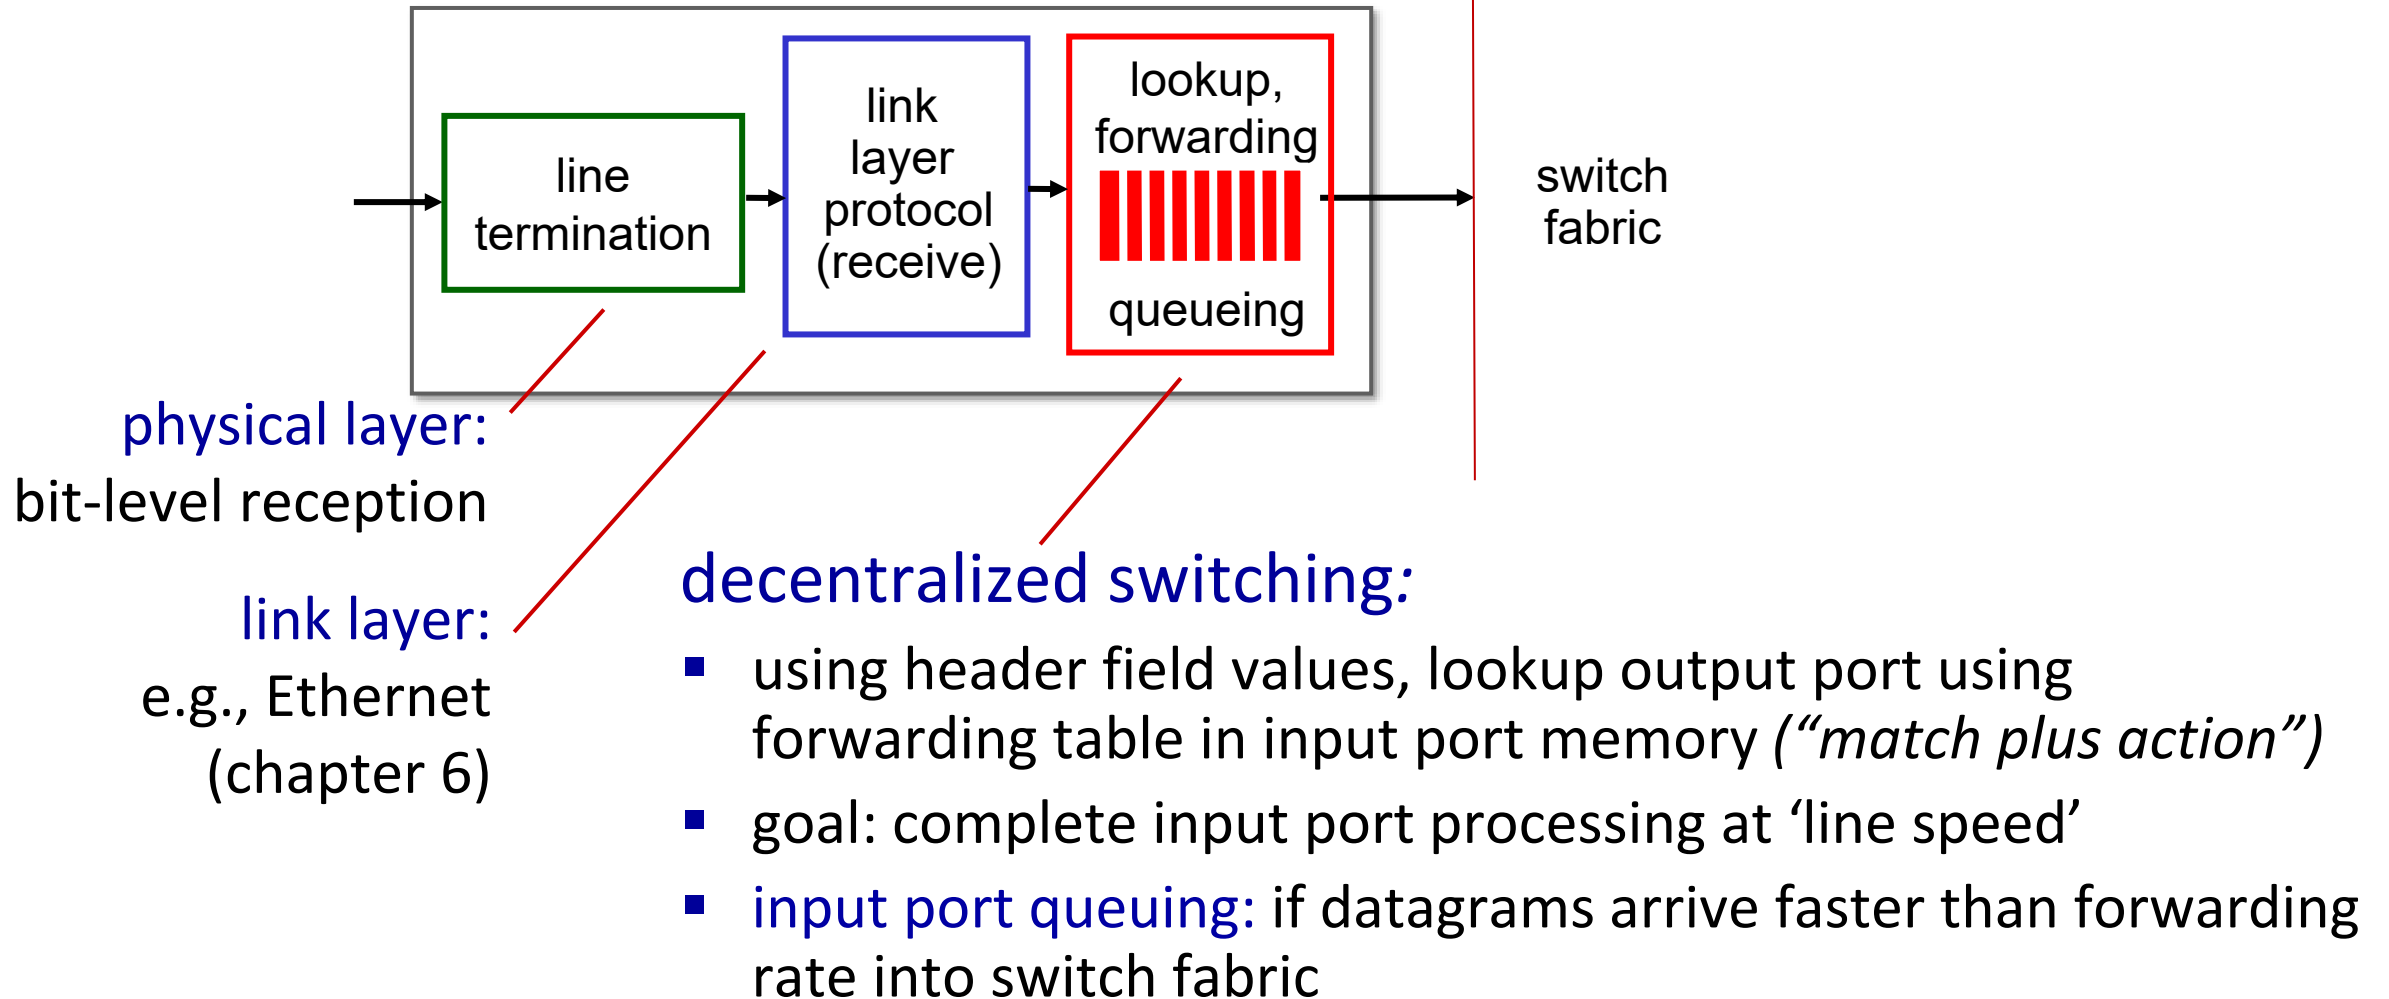 line
termination
link
layer
protocol
(receive)
lookup,
forwarding
queueing
switch
fabric
physical layer:
bit-level reception
link layer:
e.g., Ethernet
(chapter 6)
decentralized switching:
▪ using header field values, lookup output port using
forwarding table in input port memory (“match plus action”)
▪ goal: complete input port processing at ‘line speed’
▪ input port queuing: if datagrams arrive faster than forwarding
rate into switch fabric